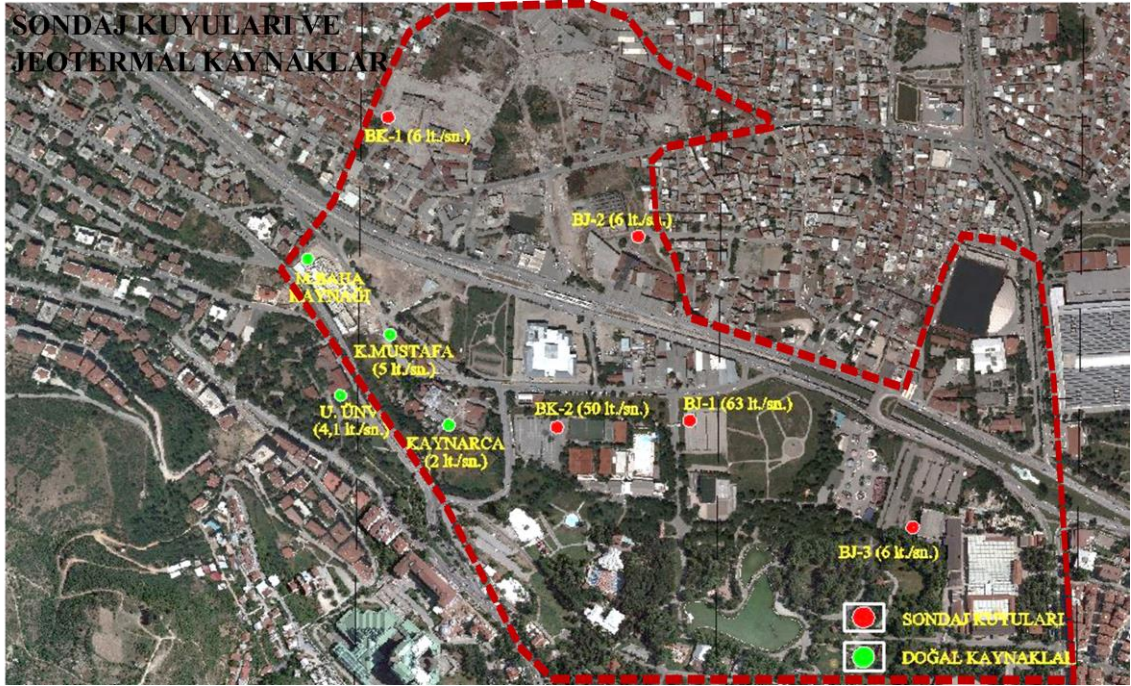 SONDAJ KUYULARI VE
JEOTERMAL KAYNAKLAR
BK-1 (6 lt./sn.)
BJ-2 (6 lt./sn.)
KAYNAĞI
K.MUSTAFA
(5 lt./sn.)
U. ÜNV.
(4,1 lt./sn.)
KAYNARCA
(2 lt./sn.)
BK-2 (50 lt./sn.)
BJ-1 (63 lt./sn.)
BJ-3 (6 lt./sn.)
SONDAJ KUYULARI
DOĞAL KAYNAKLAR